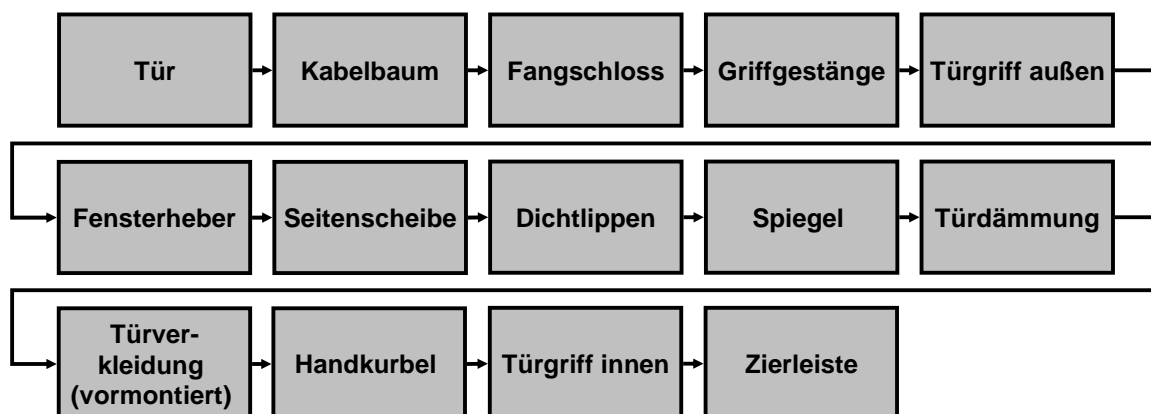 Tür
Kabelbaum
Fangschloss
Griffgestänge
Türgriff außen
Fensterheber
Seitenscheibe
Dichtlippen
Spiegel
Türdämmung
Türver-
kleidung
(vormontiert)
Handkurbel
Türgriff innen
Zierleiste